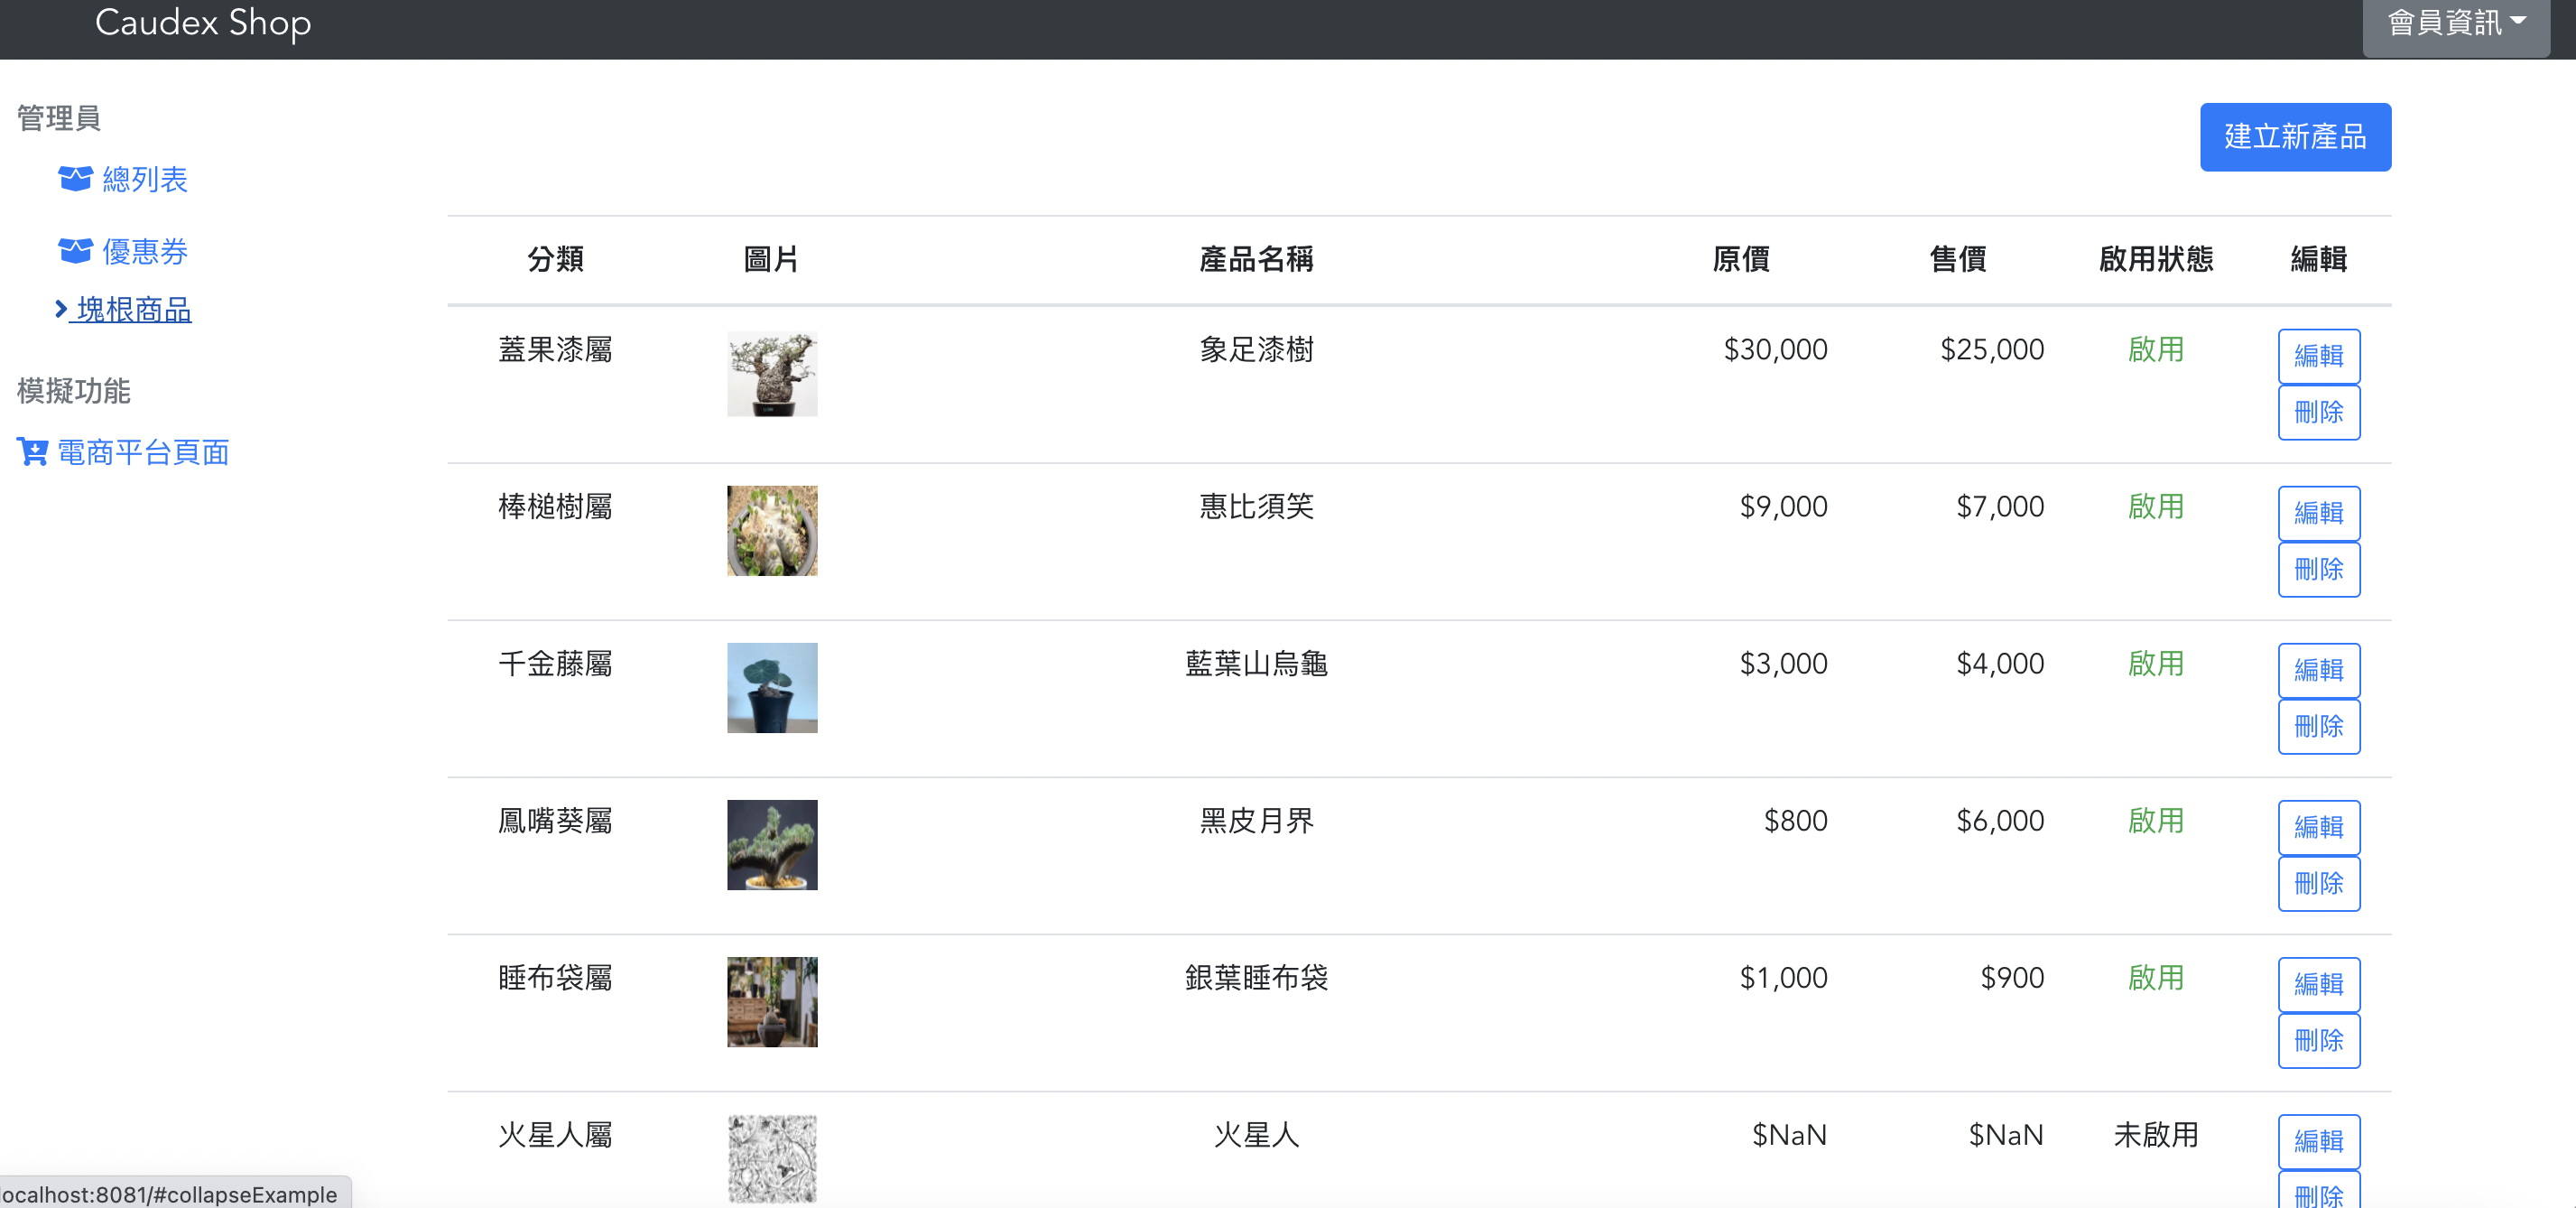 Caudex Shop
會員資訊
管理員
總列表
優惠券
塊根商品
模擬功能
電商平台頁面
建立新產品
分類 圖片 產品名稱 原價 售價 啟用狀態 編輯
蓋果漆屬 象足漆樹 $30,000 $25,000 啟用 編輯
刪除
棒槌樹屬 惠比須笑 $9,000 $7,000 啟用 編輯
刪除
千金藤屬 藍葉山烏龜 $3,000 $4,000 啟用 編輯
刪除
鳳嘴葵屬 黑皮月界 $800 $6,000 啟用 編輯
刪除
睡布袋屬 銀葉睡布袋 $1,000 $900 啟用 編輯
刪除
火星人屬 火星人 $NaN $NaN 未啟用 編輯
刪除
localhost:8081/#collapseExample